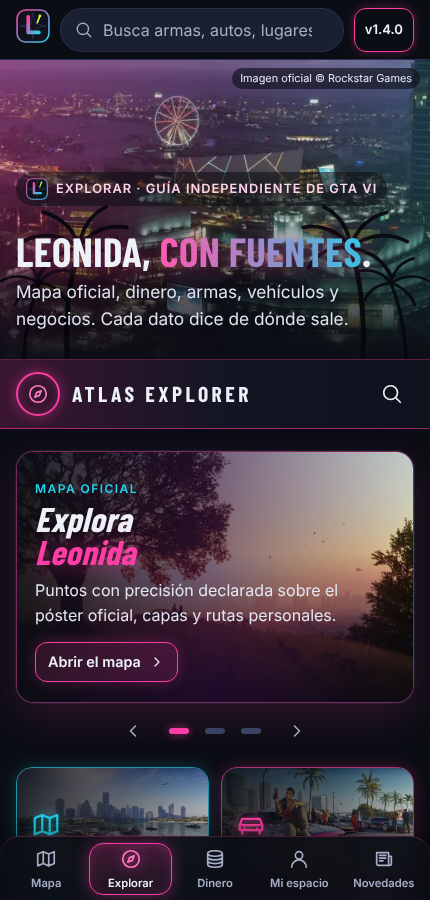 Busca armas, autos, lugares
v1.4.0
Imagen oficial © Rockstar Games
EXPLORAR · GUÍA INDEPENDIENTE DE GTA VI
LEONIDA, CON FUENTES.
Mapa oficial, dinero, armas, vehículos y
negocios. Cada dato dice de dónde sale.
ATLAS EXPLORER
MAPA OFICIAL
Explora
Leonida
Puntos con precisión declarada sobre el
póster oficial, capas y rutas personales.
Abrir el mapa
Mapa
Explorar
Dinero
Mi espacio
Novedades